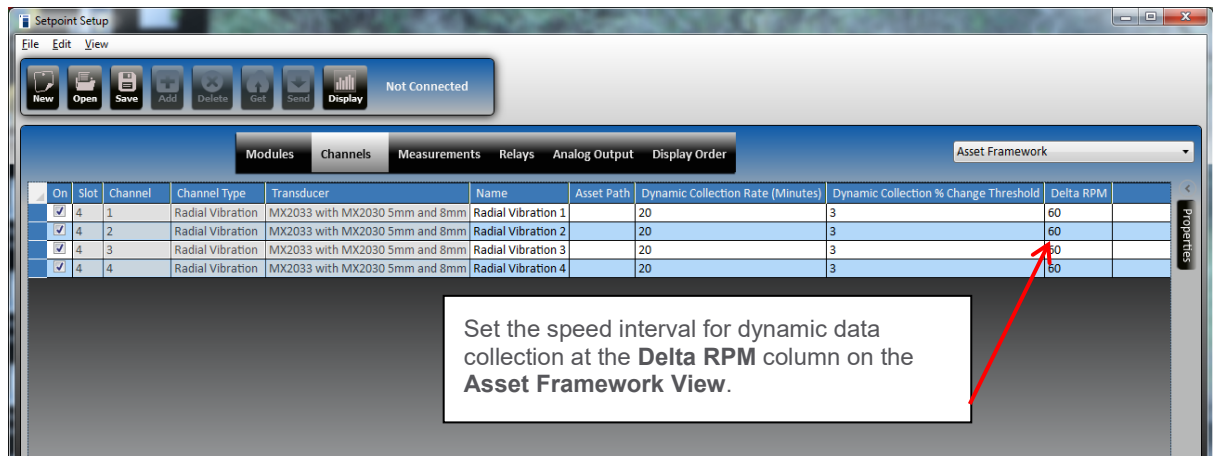 Setpoint Setup
File Edit View
New Open Save Add Delete Get Send Display Not Connected
Modules Channels Measurements Relays Analog Output Display Order Asset Framework
On Slot Channel Channel Type Transducer Name Asset Path Dynamic Collection Rate (Minutes) Dynamic Collection % Change Threshold Delta RPM
4 1 Radial Vibration MX2033 with MX2030 5mm and 8mm Radial Vibration 1 20 3 60
4 2 Radial Vibration MX2033 with MX2030 5mm and 8mm Radial Vibration 2 20 3 60
4 3 Radial Vibration MX2033 with MX2030 5mm and 8mm Radial Vibration 3 20 3 60
4 4 Radial Vibration MX2033 with MX2030 5mm and 8mm Radial Vibration 4 20 3 60
Properties
Set the speed interval for dynamic data
collection at the Delta RPM column on the
Asset Framework View.